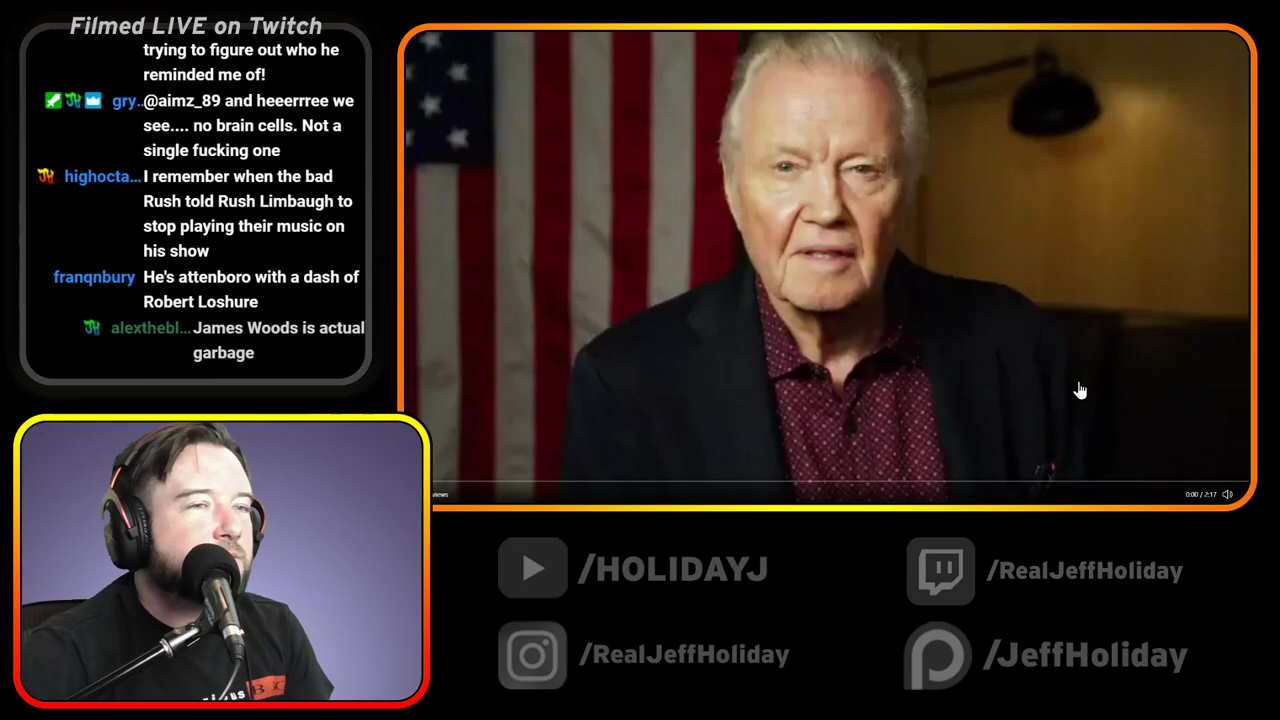 Filmed LIVE on Twitch
trying to figure out who he
reminded me of!
gry..@aimz_89 and heeerrree we
see.... no brain cells. Not a
single fucking one
highocta...I remember when the bad
Rush told Rush Limbaugh to
stop playing their music on
his show
franqnbury He's attenboro with a dash of
Robert Loshure
alexthebl...James Woods is actual
garbage
views
0:00 / 2:17
/HOLIDAYJ
/RealJeffHoliday
/RealJeffHoliday
/JeffHoliday